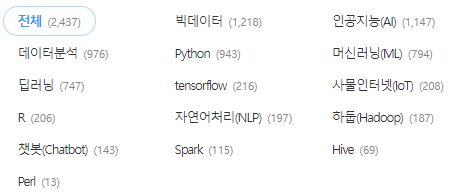 전체 (2,437) 빅데이터 (1,218) 인공지능(AI) (1,147)
데이터분석 (976) Python (943) 머신러닝(ML) (794)
딥러닝 (747) tensorflow (216) 사물인터넷(IoT) (208)
R (206) 자연어처리(NLP) (197) 하둡(Hadoop) (187)
챗봇(Chatbot) (143) Spark (115) Hive (69)
Perl (13)